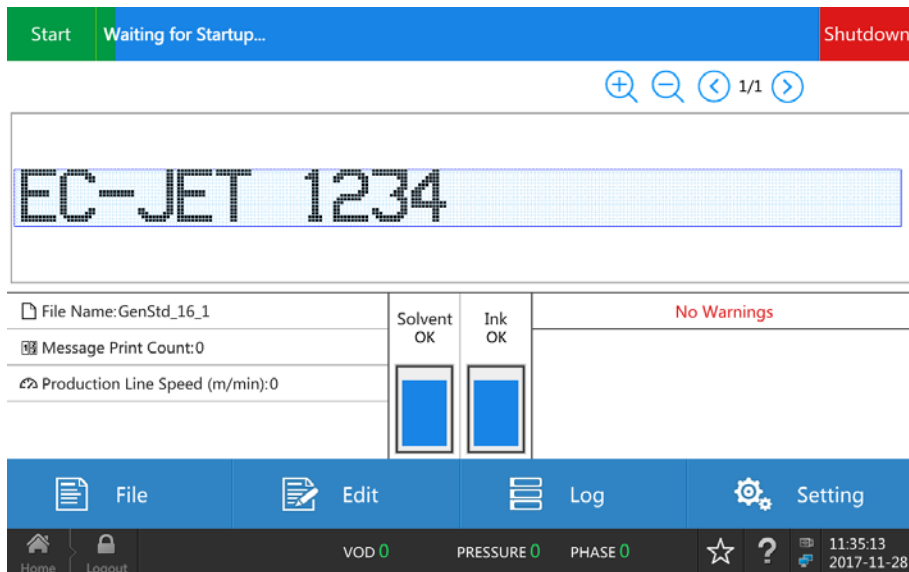 Start Waiting for Startup... Shutdown
1/1
EC-JET 1234
File Name:GenStd_16_1
Message Print Count:0
Production Line Speed (m/min):0
Solvent
OK
Ink
OK
No Warnings
File Edit Log Setting
Home Logout VOD 0 PRESSURE 0 PHASE 0 ? 11:35:13
2017-11-28